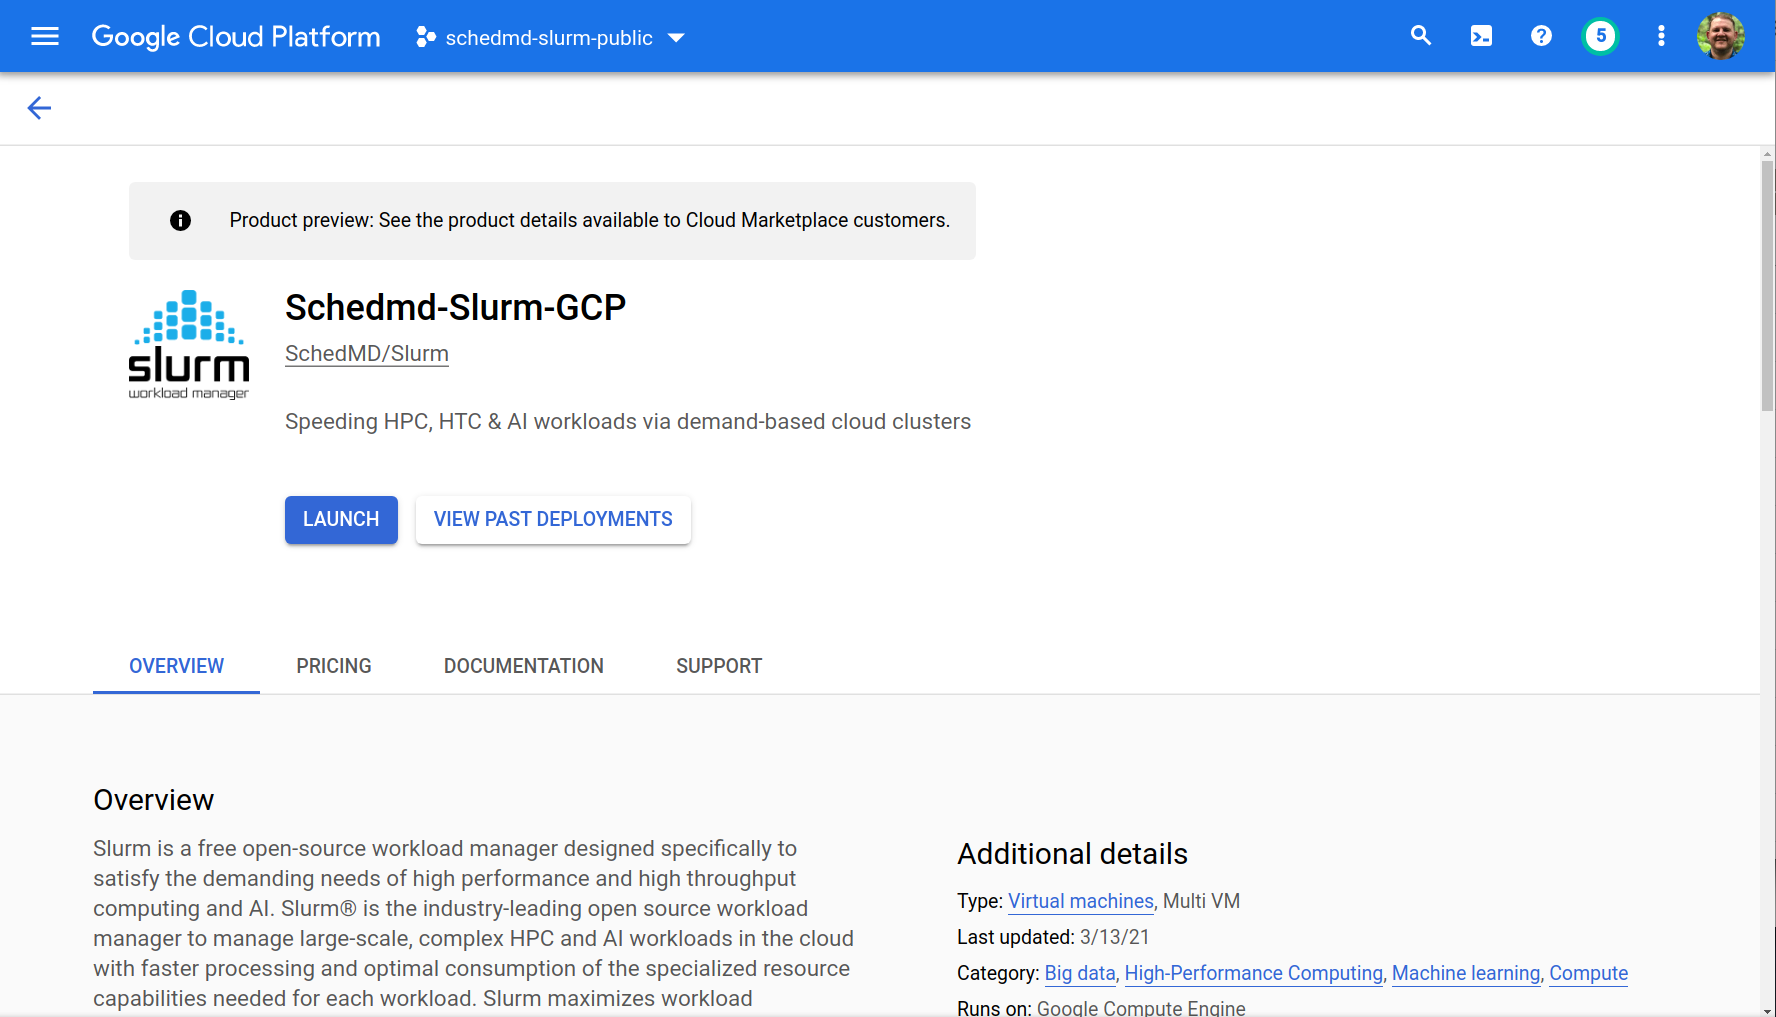 Google Cloud Platform
schedmd-slurm-public
5
Product preview: See the product details available to Cloud Marketplace customers.
slurm
workload manager
Schedmd-Slurm-GCP
SchedMD/Slurm
Speeding HPC, HTC & AI workloads via demand-based cloud clusters
LAUNCH
VIEW PAST DEPLOYMENTS
OVERVIEW
PRICING
DOCUMENTATION
SUPPORT
Overview
Slurm is a free open-source workload manager designed specifically to
satisfy the demanding needs of high performance and high throughput
computing and AI. Slurm® is the industry-leading open source workload
manager to manage large-scale, complex HPC and AI workloads in the cloud
with faster processing and optimal consumption of the specialized resource
capabilities needed for each workload. Slurm maximizes workload
Additional details
Type: Virtual machines, Multi VM
Last updated: 3/13/21
Category: Big data, High-Performance Computing, Machine learning, Compute
Runs on: Google Compute Engine